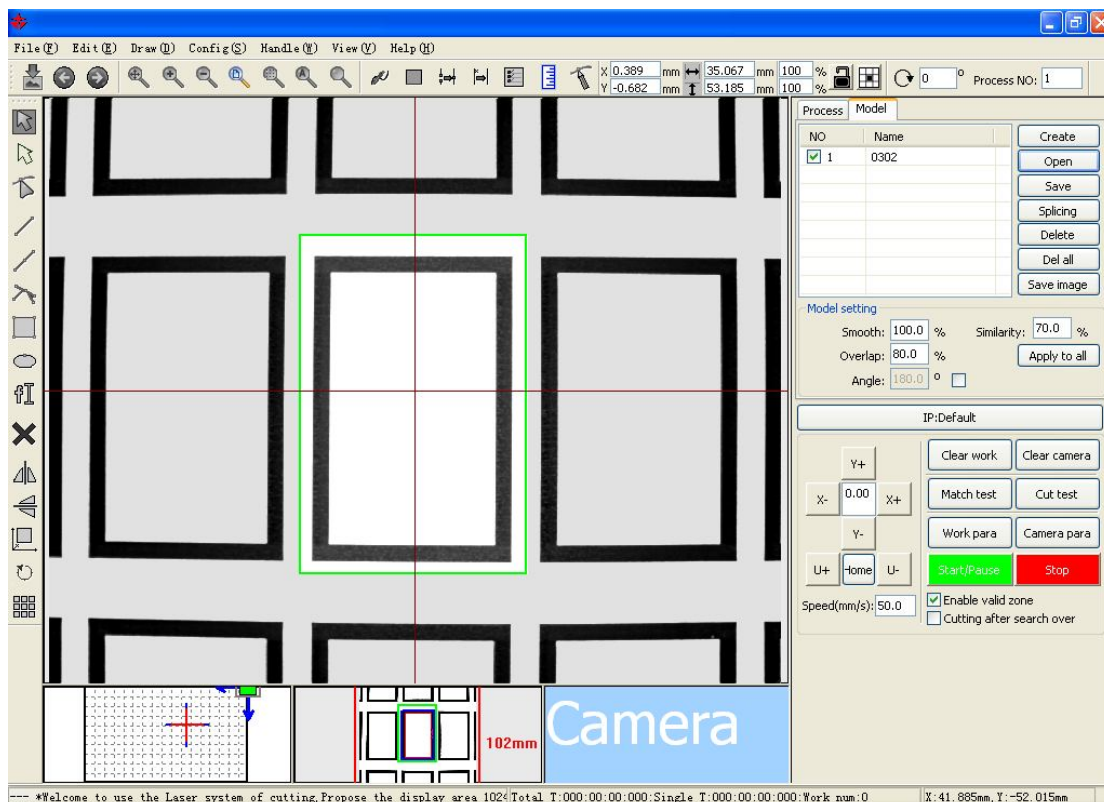 File(F) Edit(E) Draw(D) Config(S) Handle(W) View(V) Help(H)
X 0.389 mm 35.067 mm 100 %
Y -0.682 mm 53.185 mm 100 %
0 ° Process NO: 1
Process Model
NO Name
1 0302
Create
Open
Save
Splicing
Delete
Del all
Save image
Model setting
Smooth: 100.0 % Similarity: 70.0 %
Overlap: 80.0 % Apply to all
Angle: 180.0 °
IP:Default
Y+
X- 0.00 X+
Y-
U+ Home U-
Speed(mm/s): 50.0
Clear work Clear camera
Match test Cut test
Work para Camera para
Start/Pause Stop
Enable valid zone
Cutting after search over
102mm
Camera
--- *Welcome to use the Laser system of cutting,Propose the display area 102 Total T:000:00:00:000:Single T:000:00:00:000:Work num:0 X:41.885mm,Y:-52.015mm